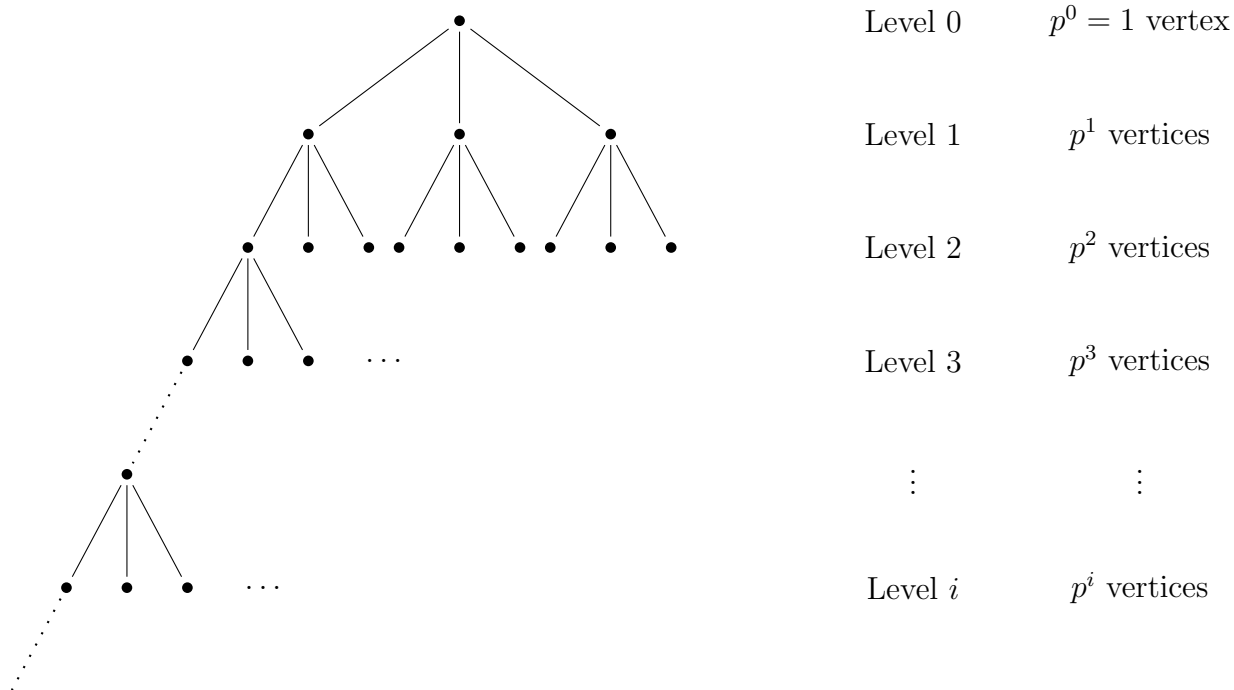 Level 0 $p^0 = 1$ vertex
Level 1 $p^1$ vertices
Level 2 $p^2$ vertices
Level 3 $p^3$ vertices
⋯
⋮ ⋮
Level $i$ $p^i$ vertices
⋯